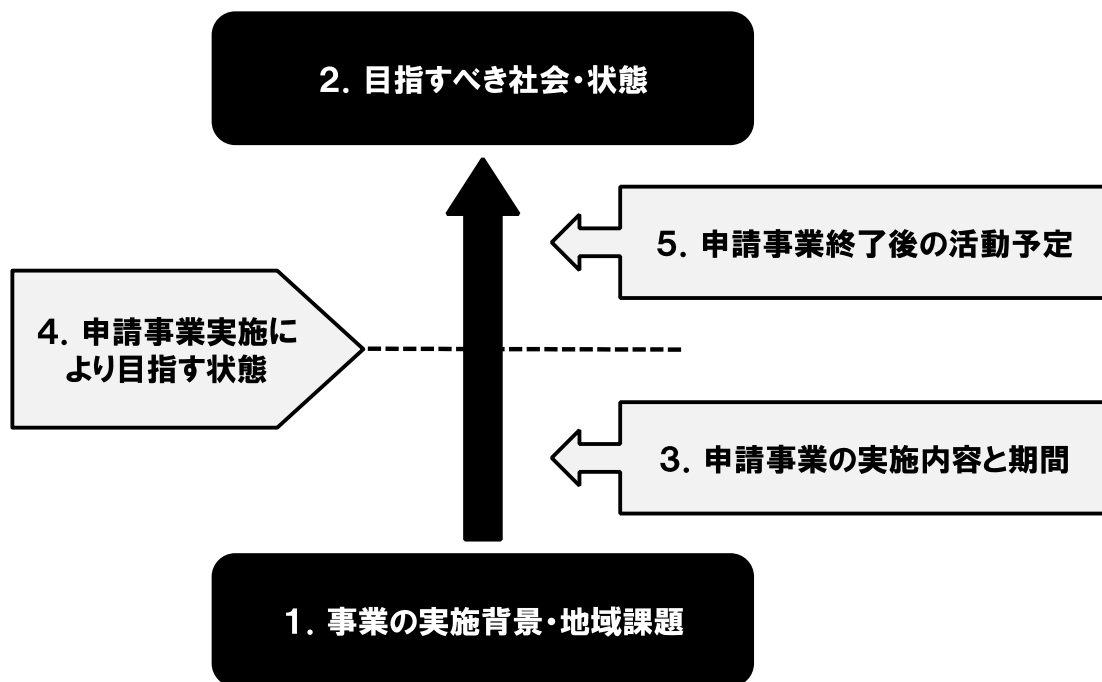 2. 目指すべき社会・状態
5. 申請事業終了後の活動予定
4. 申請事業実施に
より目指す状態
3. 申請事業の実施内容と期間
1. 事業の実施背景・地域課題